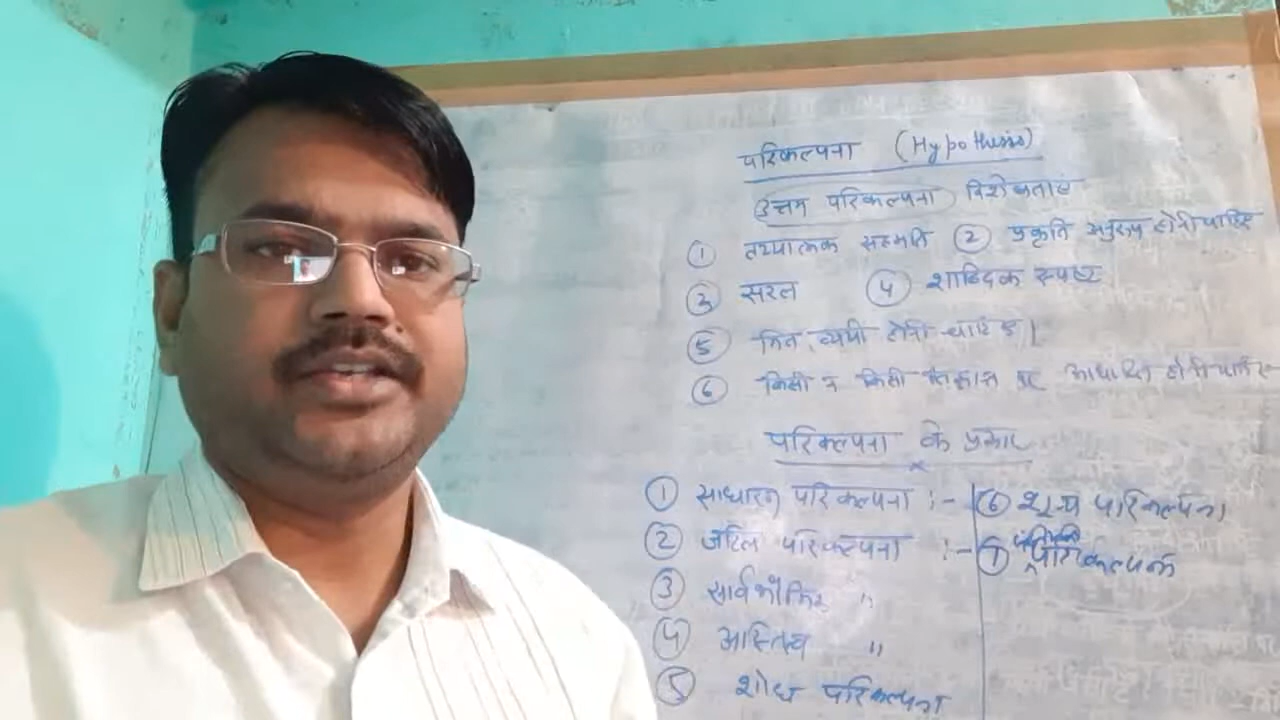 परिकल्पना (Hypothesis)
उत्तम परिकल्पना विशेषताएं
① तथ्यात्मक सहमति ② प्रकृति अनुरूप होनी चाहिए
③ सरल ④ शाब्दिक स्पष्ट
⑤ मित व्ययी होनी चाहिए।
⑥ किसी न किसी पर आधारित होनी चाहिए
परिकल्पना के प्रकार
① साधारण परिकल्पना :-
② जटिल परिकल्पना :-
③ सार्वभौमिक "
④ अस्तित्व "
⑤ शोध परिकल्पना
⑥ शून्य परिकल्पना
⑦ परिकल्पना